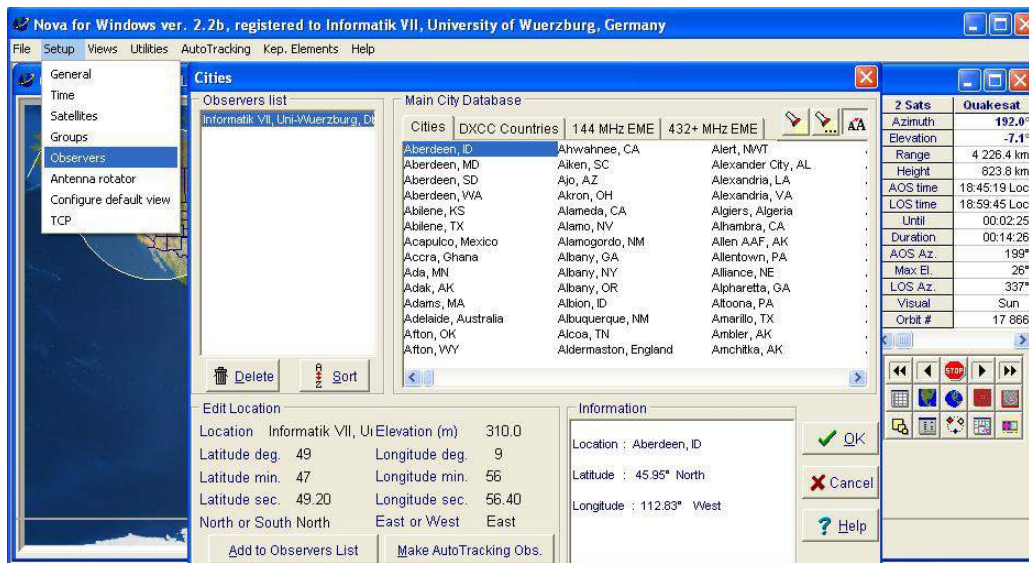 Nova for Windows ver. 2.2b, registered to Informatik VII, University of Wuerzburg, Germany
File Setup Views Utilities AutoTracking Kep. Elements Help
General
Time
Satellites
Groups
Observers
Antenna rotator
Configure default view
TCP
Cities
Observers list
Informatik VII, Uni-Wuerzburg,
Delete
Sort
Main City Database
Cities DXCC Countries 144 MHz EME 432+ MHz EME
Aberdeen, ID Ahwahnee, CA Alert, NWT
Aberdeen, MD Aiken, SC Alexander City, AL
Aberdeen, SD Ajo, AZ Alexandria, LA
Aberdeen, WA Akron, OH Alexandria, VA
Abilene, KS Alameda, CA Algiers, Algeria
Abilene, TX Alamo, NV Alhambra, CA
Acapulco, Mexico Alamogordo, NM Allen AAF, AK
Accra, Ghana Albany, GA Allentown, PA
Ada, MN Albany, NY Alliance, NE
Adak, AK Albany, OR Alpharetta, GA
Adams, MA Albion, ID Altoona, PA
Adelaide, Australia Albuquerque, NM Amarillo, TX
Afton, OK Alcoa, TN Ambler, AK
Afton, WY Aldermaston, England Amchitka, AK
Edit Location
Location Informatik VII, U Elevation (m) 310.0
Latitude deg. 49 Longitude deg. 9
Latitude min. 47 Longitude min. 56
Latitude sec. 49.20 Longitude sec. 56.40
North or South North East or West East
Add to Observers List Make AutoTracking Obs.
Information
Location : Aberdeen, ID
Latitude : 45.95° North
Longitude : 112.83° West
OK
Cancel
Help
2 Sats Quakesat
Azimuth 192.0°
Elevation -7.1°
Range 4 226.4 km
Height 823.8 km
AOS time 18:45:19 Loc
LOS time 18:59:45 Loc
Until 00:02:25
Duration 00:14:26
AOS Az. 199°
Max El. 26°
LOS Az. 337°
Visual Sun
Orbit # 17 866
STOP